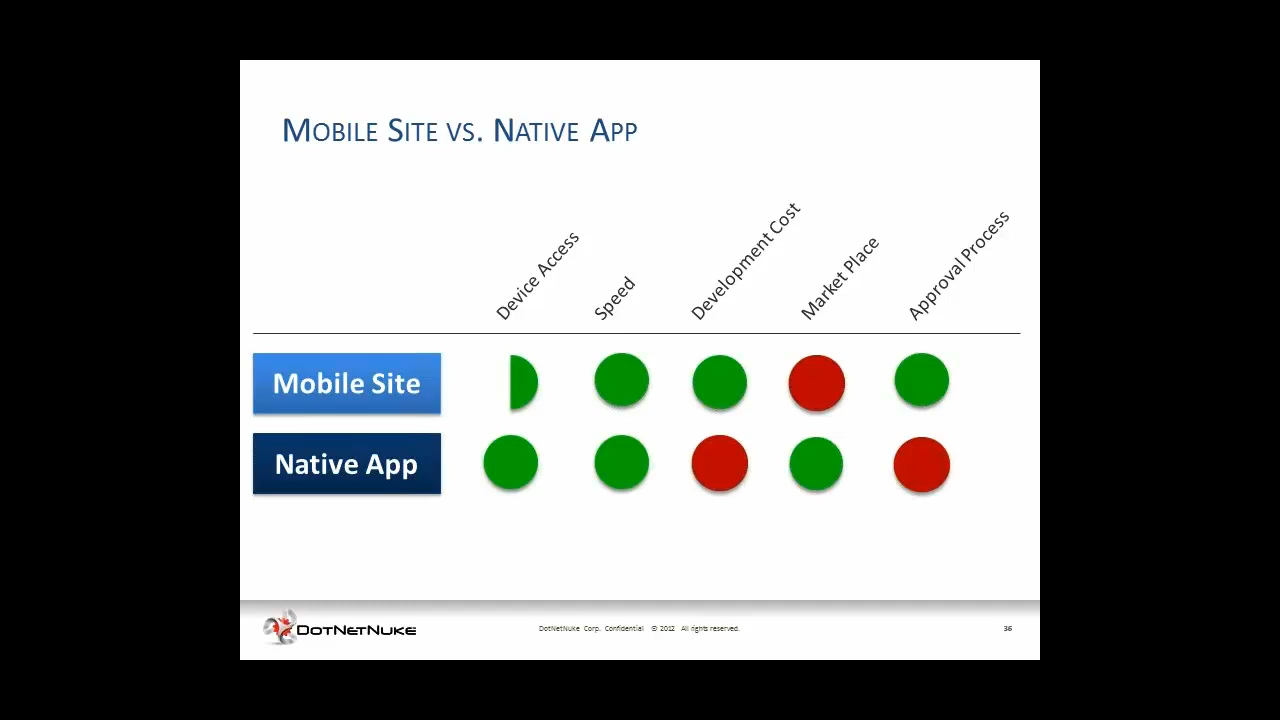 Mobile Site vs. Native App
Device Access
Speed
Development Cost
Market Place
Approval Process
Mobile Site
Native App
DotNetNuke
DotNetNuke Corp. Confidential © 2012 All rights reserved.
36